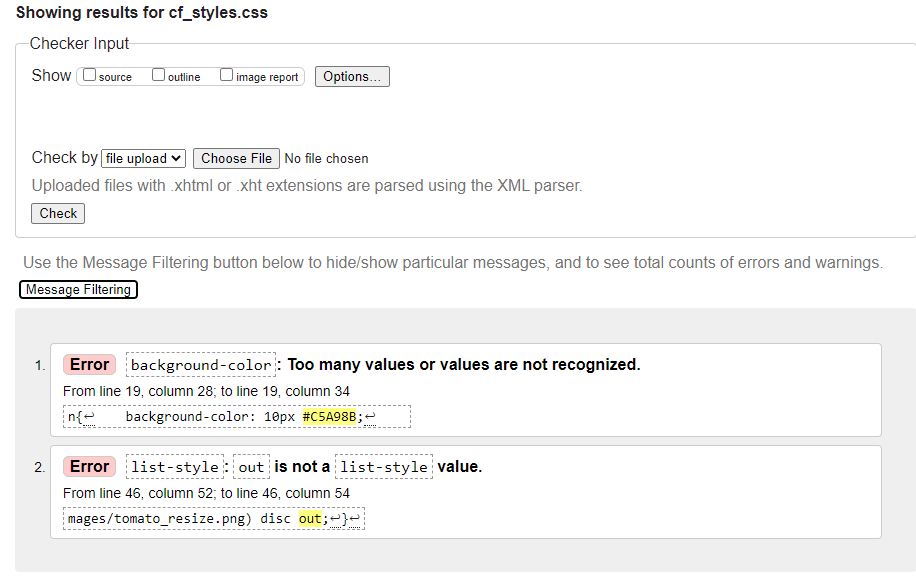 Showing results for cf_styles.css
Checker Input
Show source outline image report Options...
Check by file upload Choose File No file chosen
Uploaded files with .xhtml or .xht extensions are parsed using the XML parser.
Check
Use the Message Filtering button below to hide/show particular messages, and to see total counts of errors and warnings.
Message Filtering
1. Error background-color: Too many values or values are not recognized.
From line 19, column 28; to line 19, column 34
n{↩    background-color: 10px #C5A98B;↩
2. Error list-style: out is not a list-style value.
From line 46, column 52; to line 46, column 54
mages/tomato_resize.png) disc out;↩}↩